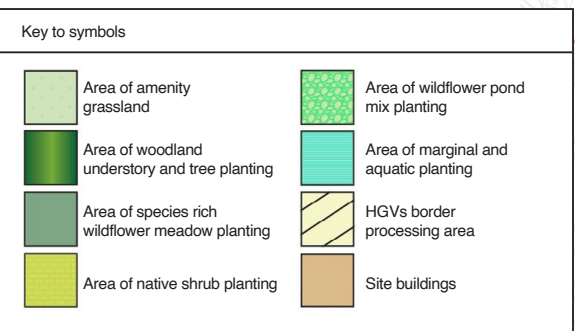 Key to symbols
Area of amenity
grassland
Area of woodland
understory and tree planting
Area of species rich
wildflower meadow planting
Area of native shrub planting
Area of wildflower pond
mix planting
Area of marginal and
aquatic planting
HGVs border
processing area
Site buildings